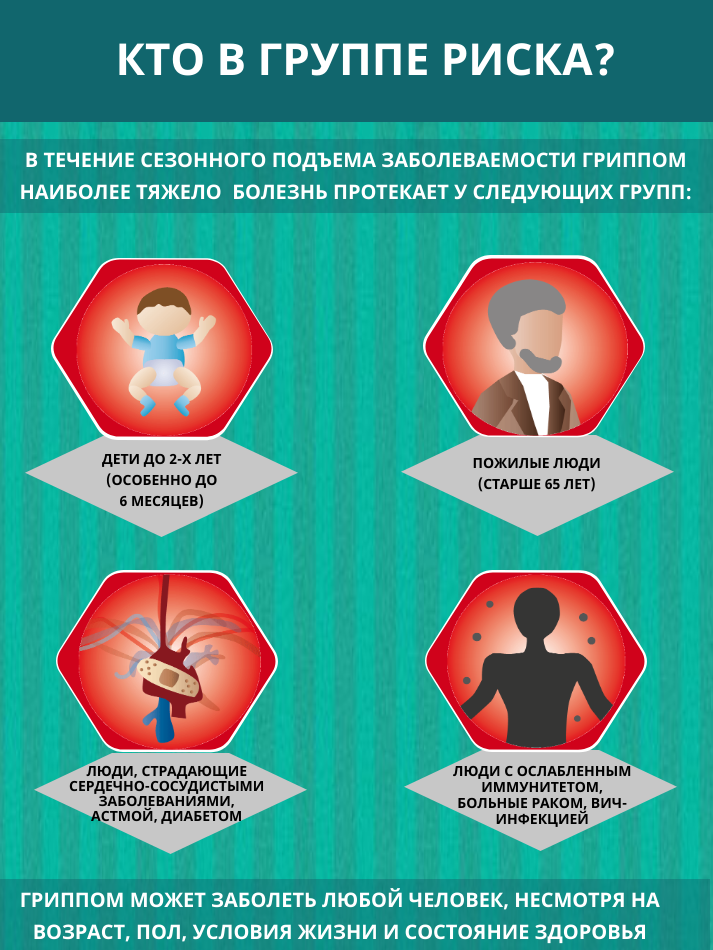 КТО В ГРУППЕ РИСКА?
В ТЕЧЕНИЕ СЕЗОННОГО ПОДЪЕМА ЗАБОЛЕВАЕМОСТИ ГРИППОМ
НАИБОЛЕЕ ТЯЖЕЛО БОЛЕЗНЬ ПРОТЕКАЕТ У СЛЕДУЮЩИХ ГРУПП:
ДЕТИ ДО 2-Х ЛЕТ
(ОСОБЕННО ДО
6 МЕСЯЦЕВ)
ПОЖИЛЫЕ ЛЮДИ
(СТАРШЕ 65 ЛЕТ)
ЛЮДИ, СТРАДАЮЩИЕ
СЕРДЕЧНО-СОСУДИСТЫМИ
ЗАБОЛЕВАНИЯМИ,
АСТМОЙ, ДИАБЕТОМ
ЛЮДИ С ОСЛАБЛЕННЫМ
ИММУНИТЕТОМ,
БОЛЬНЫЕ РАКОМ, ВИЧ-
ИНФЕКЦИЕЙ
ГРИППОМ МОЖЕТ ЗАБОЛЕТЬ ЛЮБОЙ ЧЕЛОВЕК, НЕСМОТРЯ НА
ВОЗРАСТ, ПОЛ, УСЛОВИЯ ЖИЗНИ И СОСТОЯНИЕ ЗДОРОВЬЯ